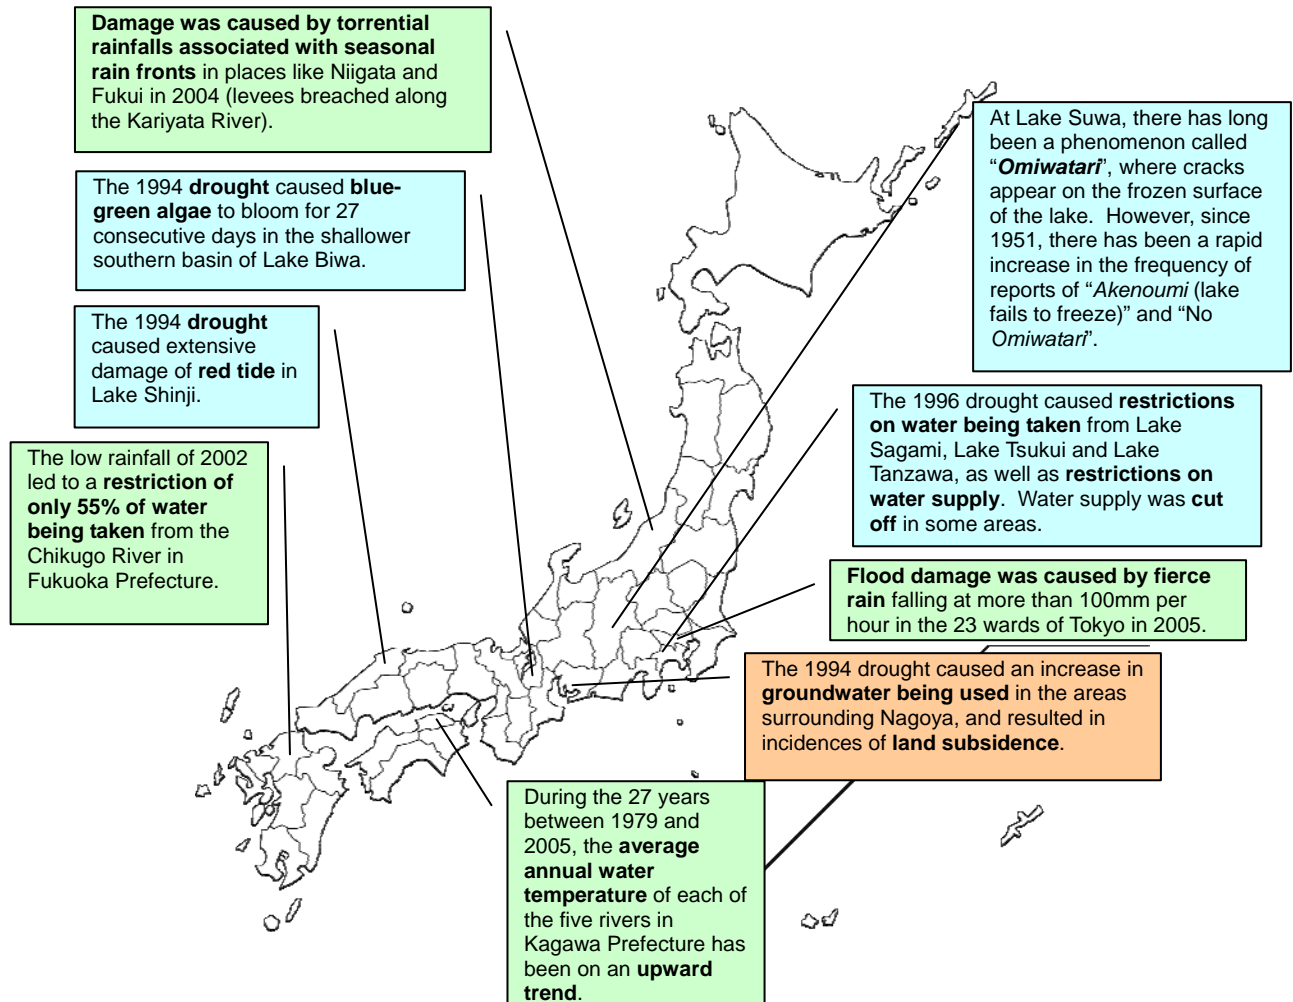 Damage was caused by torrential
rainfalls associated with seasonal
rain fronts in places like Niigata and
Fukui in 2004 (levees breached along
the Kariyata River).
The 1994 drought caused blue-
green algae to bloom for 27
consecutive days in the shallower
southern basin of Lake Biwa.
The 1994 drought
caused extensive
damage of red tide in
Lake Shinji.
The low rainfall of 2002
led to a restriction of
only 55% of water
being taken from the
Chikugo River in
Fukuoka Prefecture.
At Lake Suwa, there has long
been a phenomenon called
“Omiwatari”, where cracks
appear on the frozen surface
of the lake.  However, since
1951, there has been a rapid
increase in the frequency of
reports of “Akenoumi (lake
fails to freeze)” and “No
Omiwatari”.
The 1996 drought caused restrictions
on water being taken from Lake
Sagami, Lake Tsukui and Lake
Tanzawa, as well as restrictions on
water supply.  Water supply was cut
off in some areas.
Flood damage was caused by fierce
rain falling at more than 100mm per
hour in the 23 wards of Tokyo in 2005.
The 1994 drought caused an increase in
groundwater being used in the areas
surrounding Nagoya, and resulted in
incidences of land subsidence.
During the 27 years
between 1979 and
2005, the average
annual water
temperature of each of
the five rivers in
Kagawa Prefecture has
been on an upward
trend.